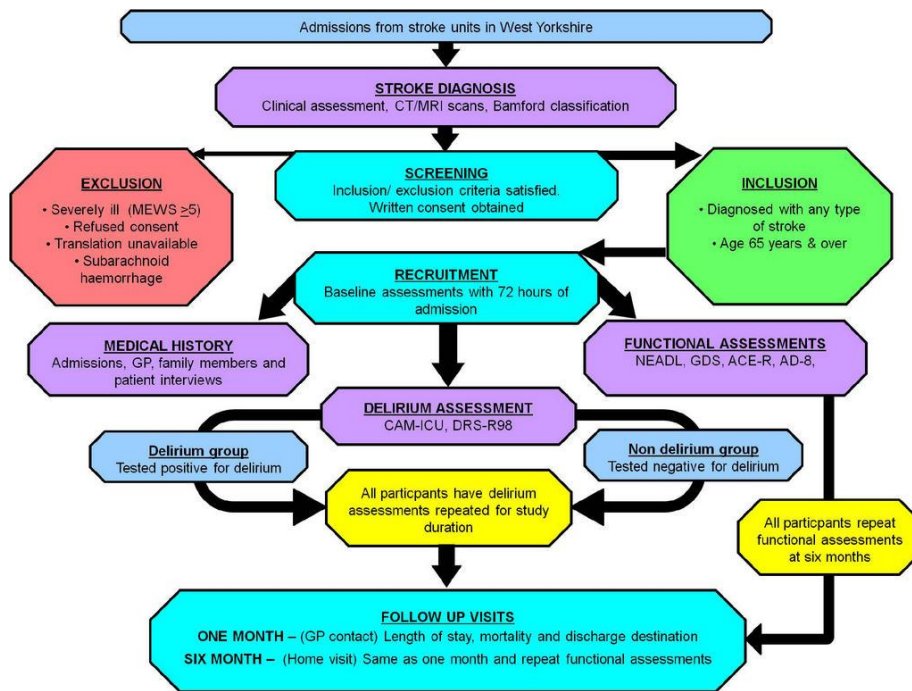 Admissions from stroke units in West Yorkshire
STROKE DIAGNOSIS
Clinical assessment, CT/MRI scans, Bamford classification
EXCLUSION
• Severely ill (MEWS ≥5)
• Refused consent
• Translation unavailable
• Subarachnoid
haemorrhage
SCREENING
Inclusion/ exclusion criteria satisfied.
Written consent obtained
INCLUSION
• Diagnosed with any type
of stroke
• Age 65 years & over
RECRUITMENT
Baseline assessments with 72 hours of
admission
MEDICAL HISTORY
Admissions, GP, family members and
patient interviews
FUNCTIONAL ASSESSMENTS
NEADL, GDS, ACE-R, AD-8,
DELIRIUM ASSESSMENT
CAM-ICU, DRS-R98
Delirium group
Tested positive for delirium
Non delirium group
Tested negative for delirium
All particpants have delirium
assessments repeated for study
duration
All particpants repeat
functional assessments
at six months
FOLLOW UP VISITS
ONE MONTH – (GP contact) Length of stay, mortality and discharge destination
SIX MONTH – (Home visit) Same as one month and repeat functional assessments